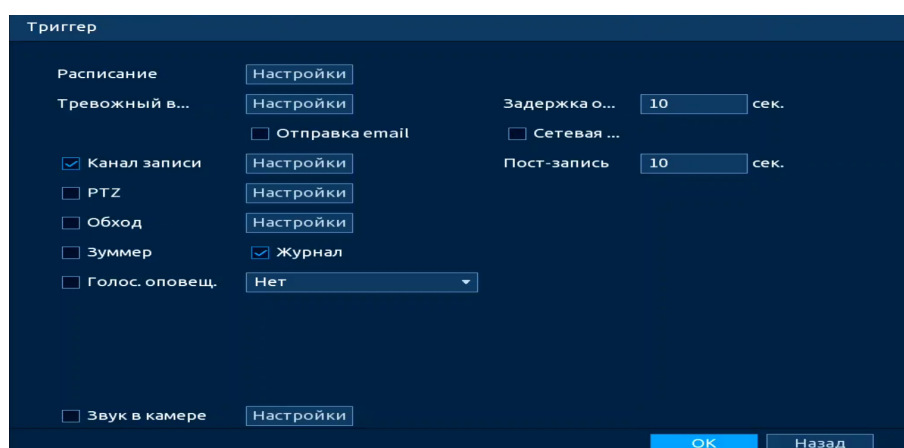 Триггер
Расписание Настройки
Тревожный в... Настройки Задержка о... 10 сек.
Отправка email Сетевая ...
Канал записи Настройки Пост-запись 10 сек.
PTZ Настройки
Обход Настройки
Зуммер Журнал
Голос. оповещ. Нет
Звук в камере Настройки
OK Назад